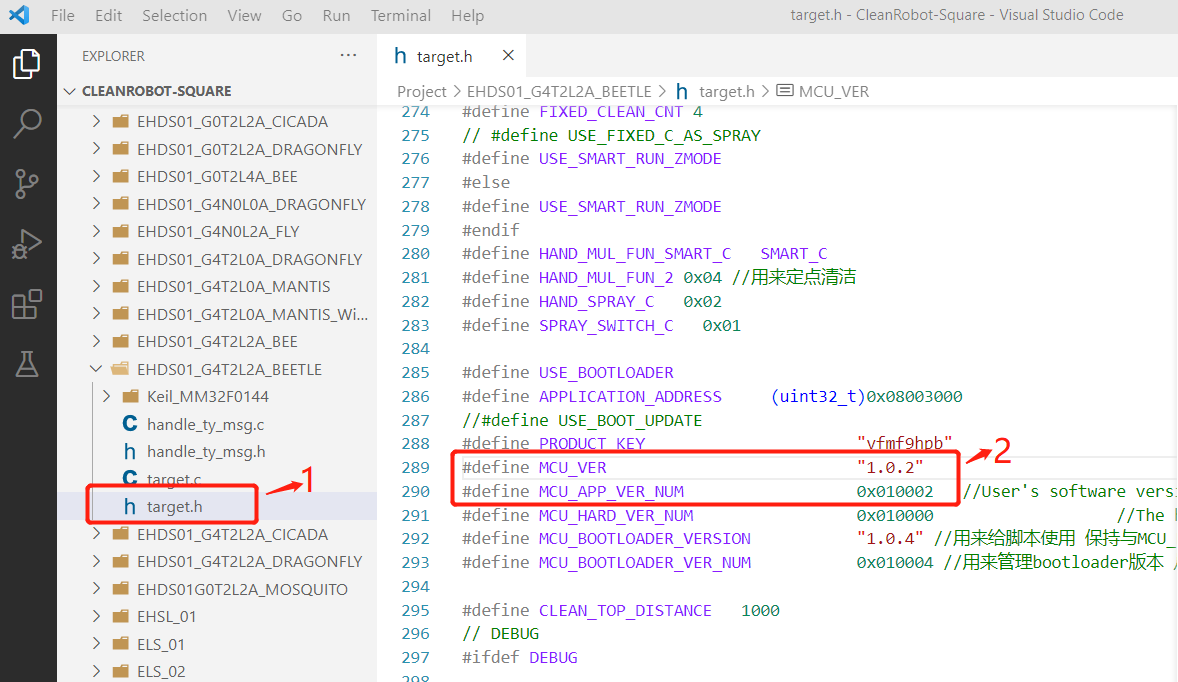 File Edit Selection View Go Run Terminal Help target.h - CleanRobot-Square - Visual Studio Code
EXPLORER ···
CLEANROBOT-SQUARE
EHDS01_G0T2L2A_CICADA
EHDS01_G0T2L2A_DRAGONFLY
EHDS01_G0T2L4A_BEE
EHDS01_G4N0L0A_DRAGONFLY
EHDS01_G4N0L2A_FLY
EHDS01_G4T2L0A_DRAGONFLY
EHDS01_G4T2L0A_MANTIS
EHDS01_G4T2L0A_MANTIS_Wi...
EHDS01_G4T2L2A_BEE
EHDS01_G4T2L2A_BEETLE
Keil_MM32F0144
C handle_ty_msg.c
h handle_ty_msg.h
C target.c
h target.h
1
EHDS01_G4T2L2A_CICADA
EHDS01_G4T2L2A_DRAGONFLY
EHDS01G0T2L2A_MOSQUITO
EHSL_01
ELS_01
ELS_02
h target.h ×
Project > EHDS01_G4T2L2A_BEETLE > h target.h > MCU_VER
274 #define FIXED_CLEAN_CNT 4
275 // #define USE_FIXED_C_AS_SPRAY
276 #define USE_SMART_RUN_ZMODE
277 #else
278 #define USE_SMART_RUN_ZMODE
279 #endif
280 #define HAND_MUL_FUN_SMART_C SMART_C
281 #define HAND_MUL_FUN_2 0x04 //用来定点清洁
282 #define HAND_SPRAY_C 0x02
283 #define SPRAY_SWITCH_C 0x01
284
285 #define USE_BOOTLOADER
286 #define APPLICATION_ADDRESS (uint32_t)0x08003000
287 //#define USE_BOOT_UPDATE
288 #define PRODUCT_KEY "vfmf9hpb"
289 #define MCU_VER "1.0.2"
2
290 #define MCU_APP_VER_NUM 0x010002 //User's software versi
291 #define MCU_HARD_VER_NUM 0x010000 //The
292 #define MCU_BOOTLOADER_VERSION "1.0.4" //用来给脚本使用 保持与MCU_
293 #define MCU_BOOTLOADER_VER_NUM 0x010004 //用来管理bootloader版本
294
295 #define CLEAN_TOP_DISTANCE 1000
296 // DEBUG
297 #ifdef DEBUG
298